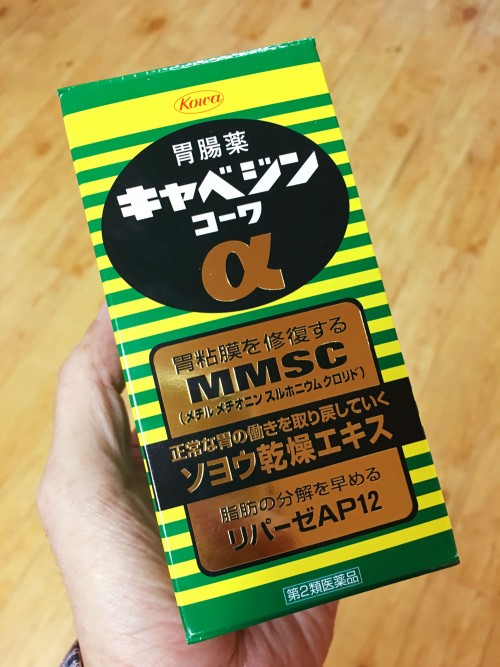 Kowa
胃腸薬
キャベジン
コーワ
α
胃粘膜を修復する
MMSC
(メチル メチオニン スルホニウム クロリド)
正常な胃の働きを取り戻していく
ソヨウ乾燥エキス
脂肪の分解を早める
リパーゼAP12
第2類医薬品